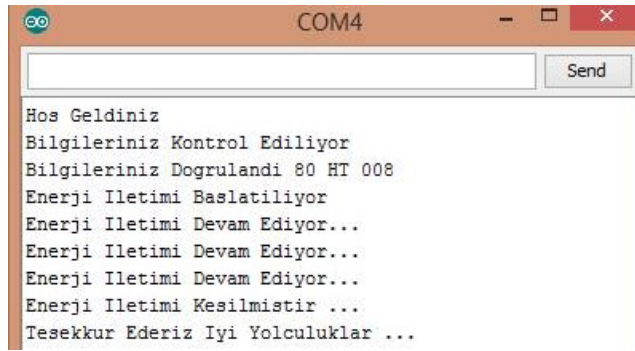 COM4
Send
Hos Geldiniz
Bilgileriniz Kontrol Ediliyor
Bilgileriniz Dogrulandi 80 HT 008
Enerji Iletimi Baslatiliyor
Enerji Iletimi Devam Ediyor...
Enerji Iletimi Devam Ediyor...
Enerji Iletimi Devam Ediyor...
Enerji Iletimi Kesilmistir ...
Tesekkur Ederiz Iyi Yolculuklar ...